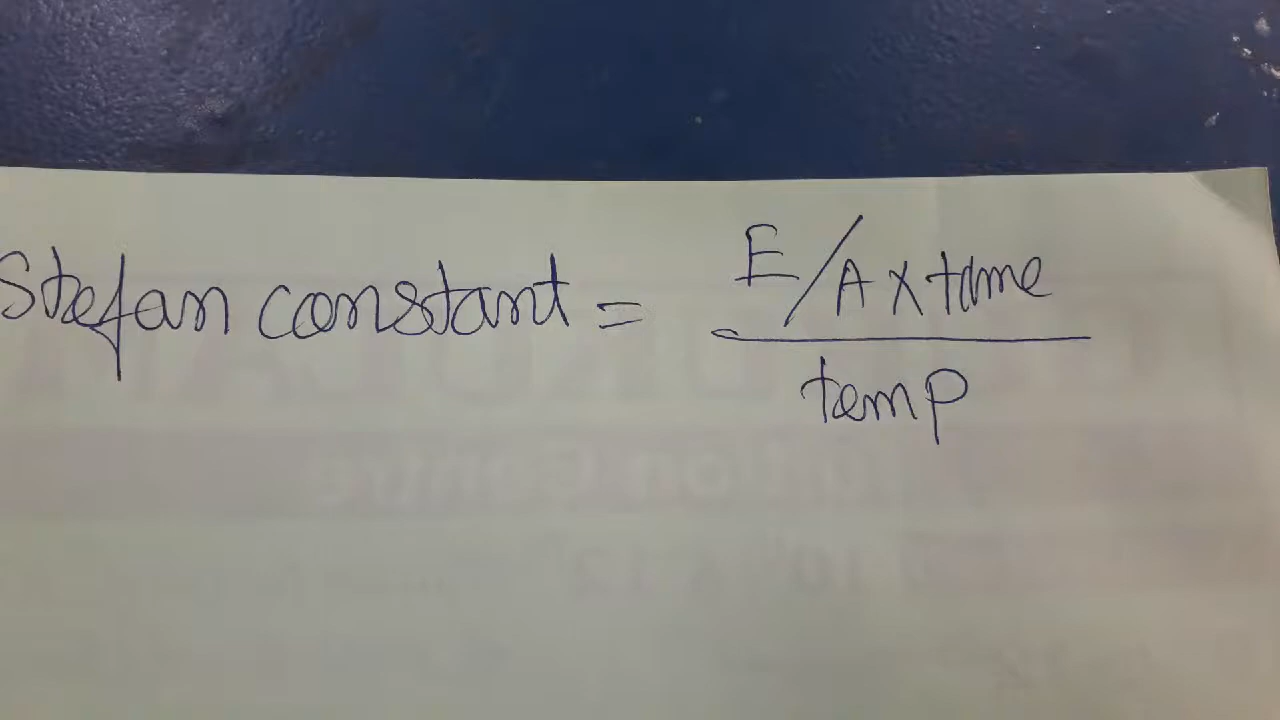 Stefan constant = E/A x time
temp